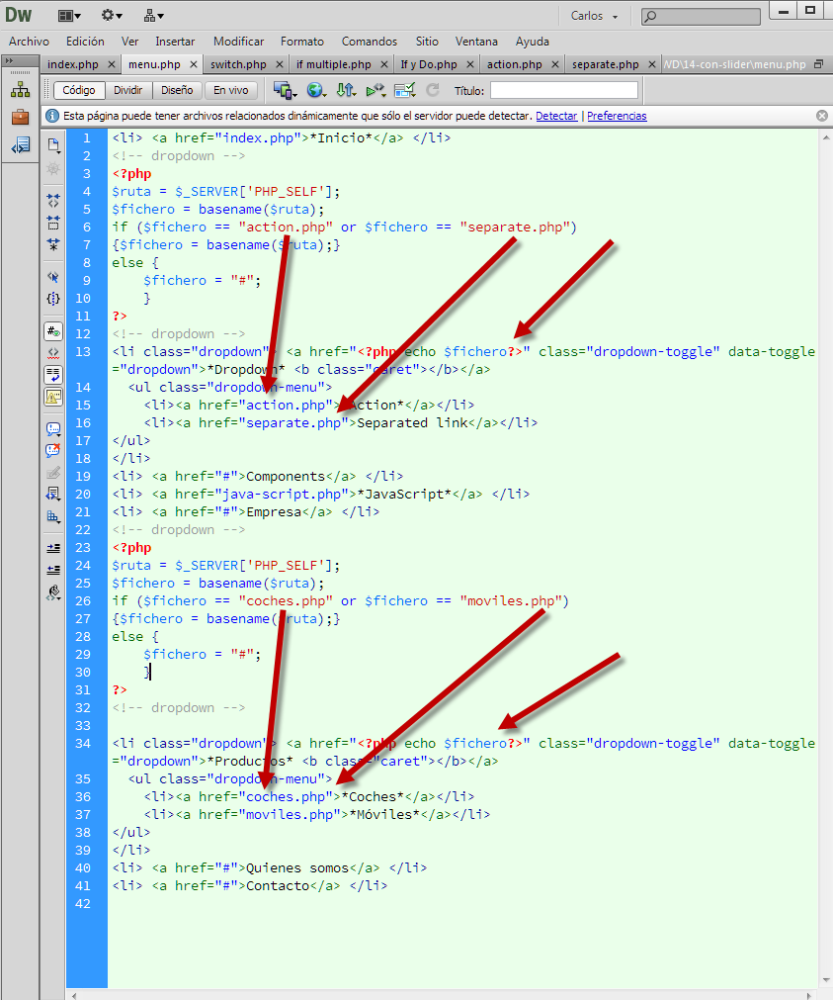 Dw Carlos
Archivo Edición Ver Insertar Modificar Formato Comandos Sitio Ventana Ayuda
index.php menu.php switch.php if multiple.php If y Do.php action.php separate.php VD\14-con-slider\menu.php
Código Dividir Diseño En vivo Título:
Esta página puede tener archivos relacionados dinámicamente que sólo el servidor puede detectar. Detectar | Preferencias
1 <li> <a href="index.php">*Inicio*</a> </li>
2 <!-- dropdown -->
3 <?php
4 $ruta = $_SERVER['PHP_SELF'];
5 $fichero = basename($ruta);
6 if ($fichero == "action.php" or $fichero == "separate.php")
7 {$fichero = basename($ruta);}
8 else {
9 $fichero = "#";
10 }
11 ?>
12 <!-- dropdown -->
13 <li class="dropdown"> <a href="<?php echo $fichero?>" class="dropdown-toggle" data-toggle
="dropdown">*Dropdown* <b class="caret"></b></a>
14 <ul class="dropdown-menu">
15 <li><a href="action.php">*Action*</a></li>
16 <li><a href="separate.php">Separated link</a></li>
17 </ul>
18 </li>
19 <li> <a href="#">Components</a> </li>
20 <li> <a href="java-script.php">*JavaScript*</a> </li>
21 <li> <a href="#">Empresa</a> </li>
22 <!-- dropdown -->
23 <?php
24 $ruta = $_SERVER['PHP_SELF'];
25 $fichero = basename($ruta);
26 if ($fichero == "coches.php" or $fichero == "moviles.php")
27 {$fichero = basename($ruta);}
28 else {
29 $fichero = "#";
30 }
31 ?>
32 <!-- dropdown -->
33
34 <li class="dropdown"> <a href="<?php echo $fichero?>" class="dropdown-toggle" data-toggle
="dropdown">*Productos* <b class="caret"></b></a>
35 <ul class="dropdown-menu">
36 <li><a href="coches.php">*Coches*</a></li>
37 <li><a href="moviles.php">*Móviles*</a></li>
38 </ul>
39 </li>
40 <li> <a href="#">Quienes somos</a> </li>
41 <li> <a href="#">Contacto</a> </li>
42